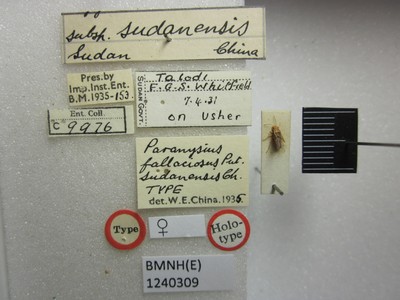 subsp. sudanensis
Sudan China
Pres. by
Imp. Inst. Ent.
B.M. 1935-153
Ent. Coll.
C 9976
SUDAN GOVT.
Talodi
F.G.S. Whitfield
7.4.31
on Usher
Paranysius
fallaciosus Put.
sudanensis Ch.
TYPE
det. W.E. China. 1935.
Type
♀
Holo-
type
BMNH(E)
1240309